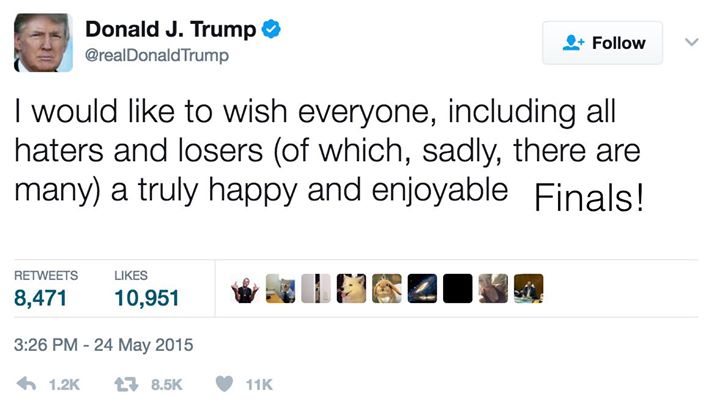 Donald J. Trump
@realDonaldTrump
Follow
I would like to wish everyone, including all
haters and losers (of which, sadly, there are
many) a truly happy and enjoyable Finals!
RETWEETS LIKES
8,471 10,951
3:26 PM - 24 May 2015
1.2K 8.5K 11K